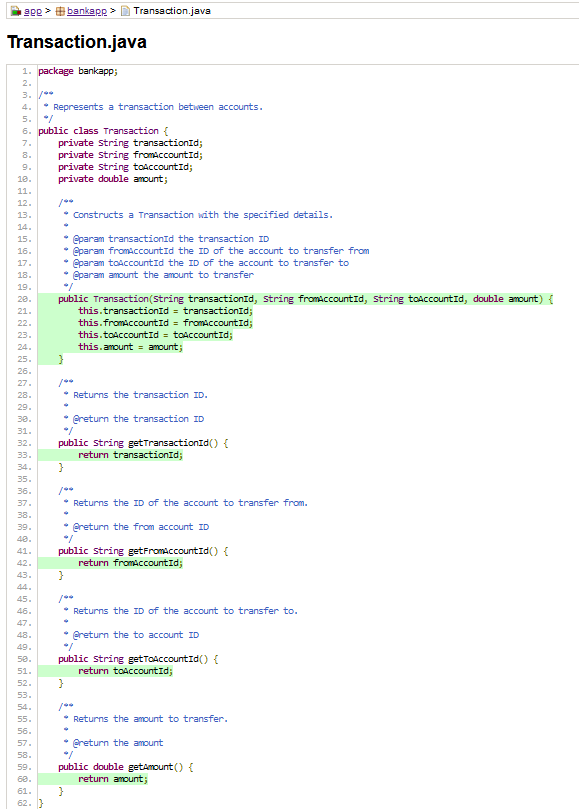 app > bankapp > Transaction.java
Transaction.java
1. package bankapp;
2.
3. /**
4.  * Represents a transaction between accounts.
5.  */
6. public class Transaction {
7.     private String transactionId;
8.     private String fromAccountId;
9.     private String toAccountId;
10.     private double amount;
11.
12.     /**
13.      * Constructs a Transaction with the specified details.
14.      *
15.      * @param transactionId the transaction ID
16.      * @param fromAccountId the ID of the account to transfer from
17.      * @param toAccountId the ID of the account to transfer to
18.      * @param amount the amount to transfer
19.      */
20.     public Transaction(String transactionId, String fromAccountId, String toAccountId, double amount) {
21.         this.transactionId = transactionId;
22.         this.fromAccountId = fromAccountId;
23.         this.toAccountId = toAccountId;
24.         this.amount = amount;
25.     }
26.
27.     /**
28.      * Returns the transaction ID.
29.      *
30.      * @return the transaction ID
31.      */
32.     public String getTransactionId() {
33.         return transactionId;
34.     }
35.
36.     /**
37.      * Returns the ID of the account to transfer from.
38.      *
39.      * @return the from account ID
40.      */
41.     public String getFromAccountId() {
42.         return fromAccountId;
43.     }
44.
45.     /**
46.      * Returns the ID of the account to transfer to.
47.      *
48.      * @return the to account ID
49.      */
50.     public String getToAccountId() {
51.         return toAccountId;
52.     }
53.
54.     /**
55.      * Returns the amount to transfer.
56.      *
57.      * @return the amount
58.      */
59.     public double getAmount() {
60.         return amount;
61.     }
62. }